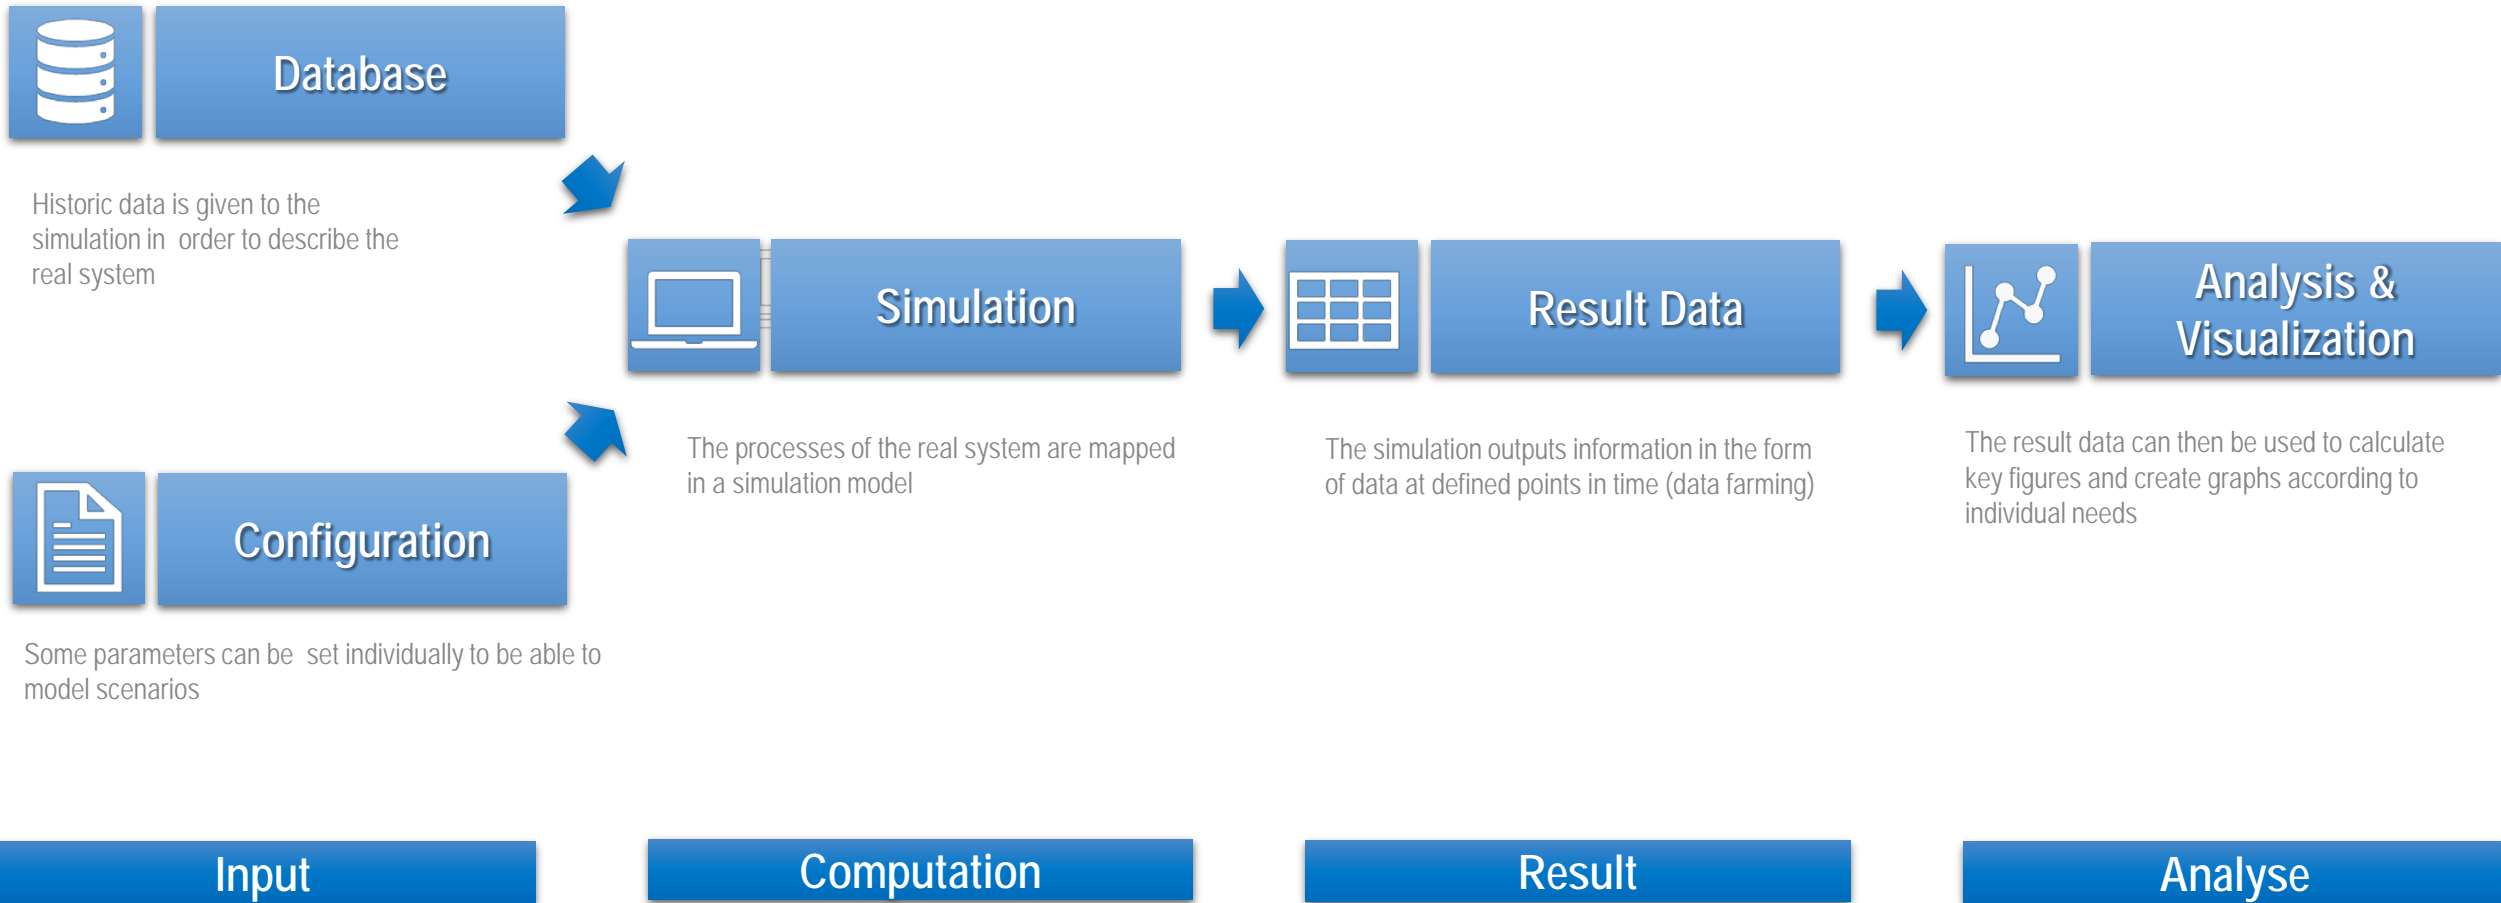 Database
Historic data is given to the
simulation in  order to describe the
real system
Configuration
Some parameters can be  set individually to be able to
model scenarios
Simulation
The processes of the real system are mapped
in a simulation model
Result Data
The simulation outputs information in the form
of data at defined points in time (data farming)
Analysis &
Visualization
The result data can then be used to calculate
key figures and create graphs according to
individual needs
Input
Computation
Result
Analyse